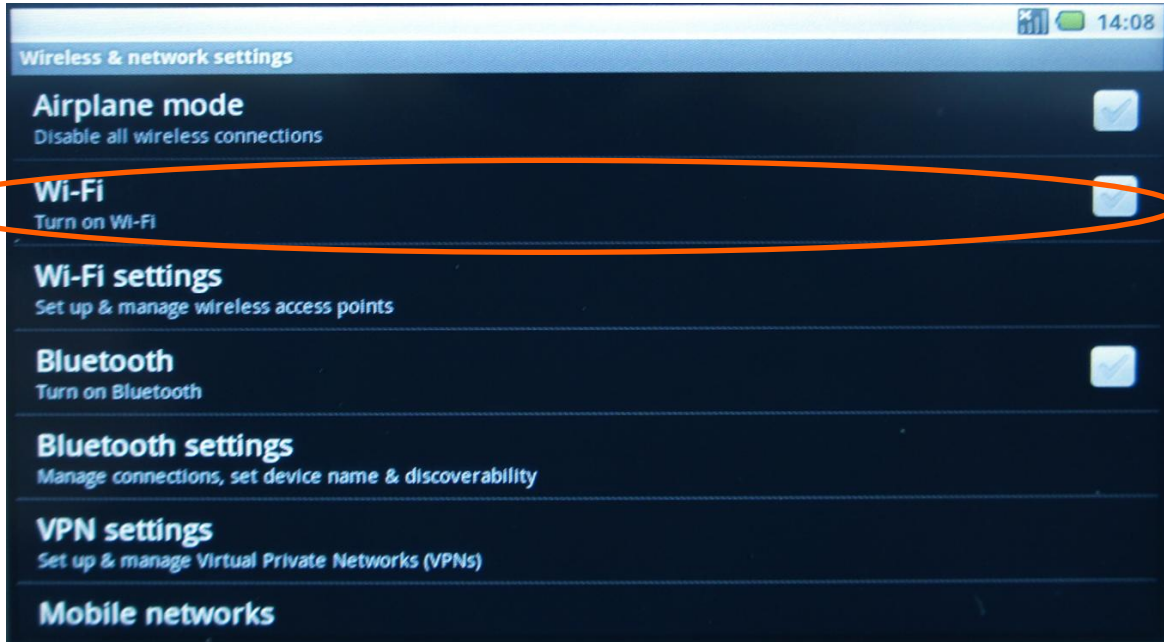 14:08
Wireless & network settings
Airplane mode
Disable all wireless connections
Wi-Fi
Turn on Wi-Fi
Wi-Fi settings
Set up & manage wireless access points
Bluetooth
Turn on Bluetooth
Bluetooth settings
Manage connections, set device name & discoverability
VPN settings
Set up & manage Virtual Private Networks (VPNs)
Mobile networks